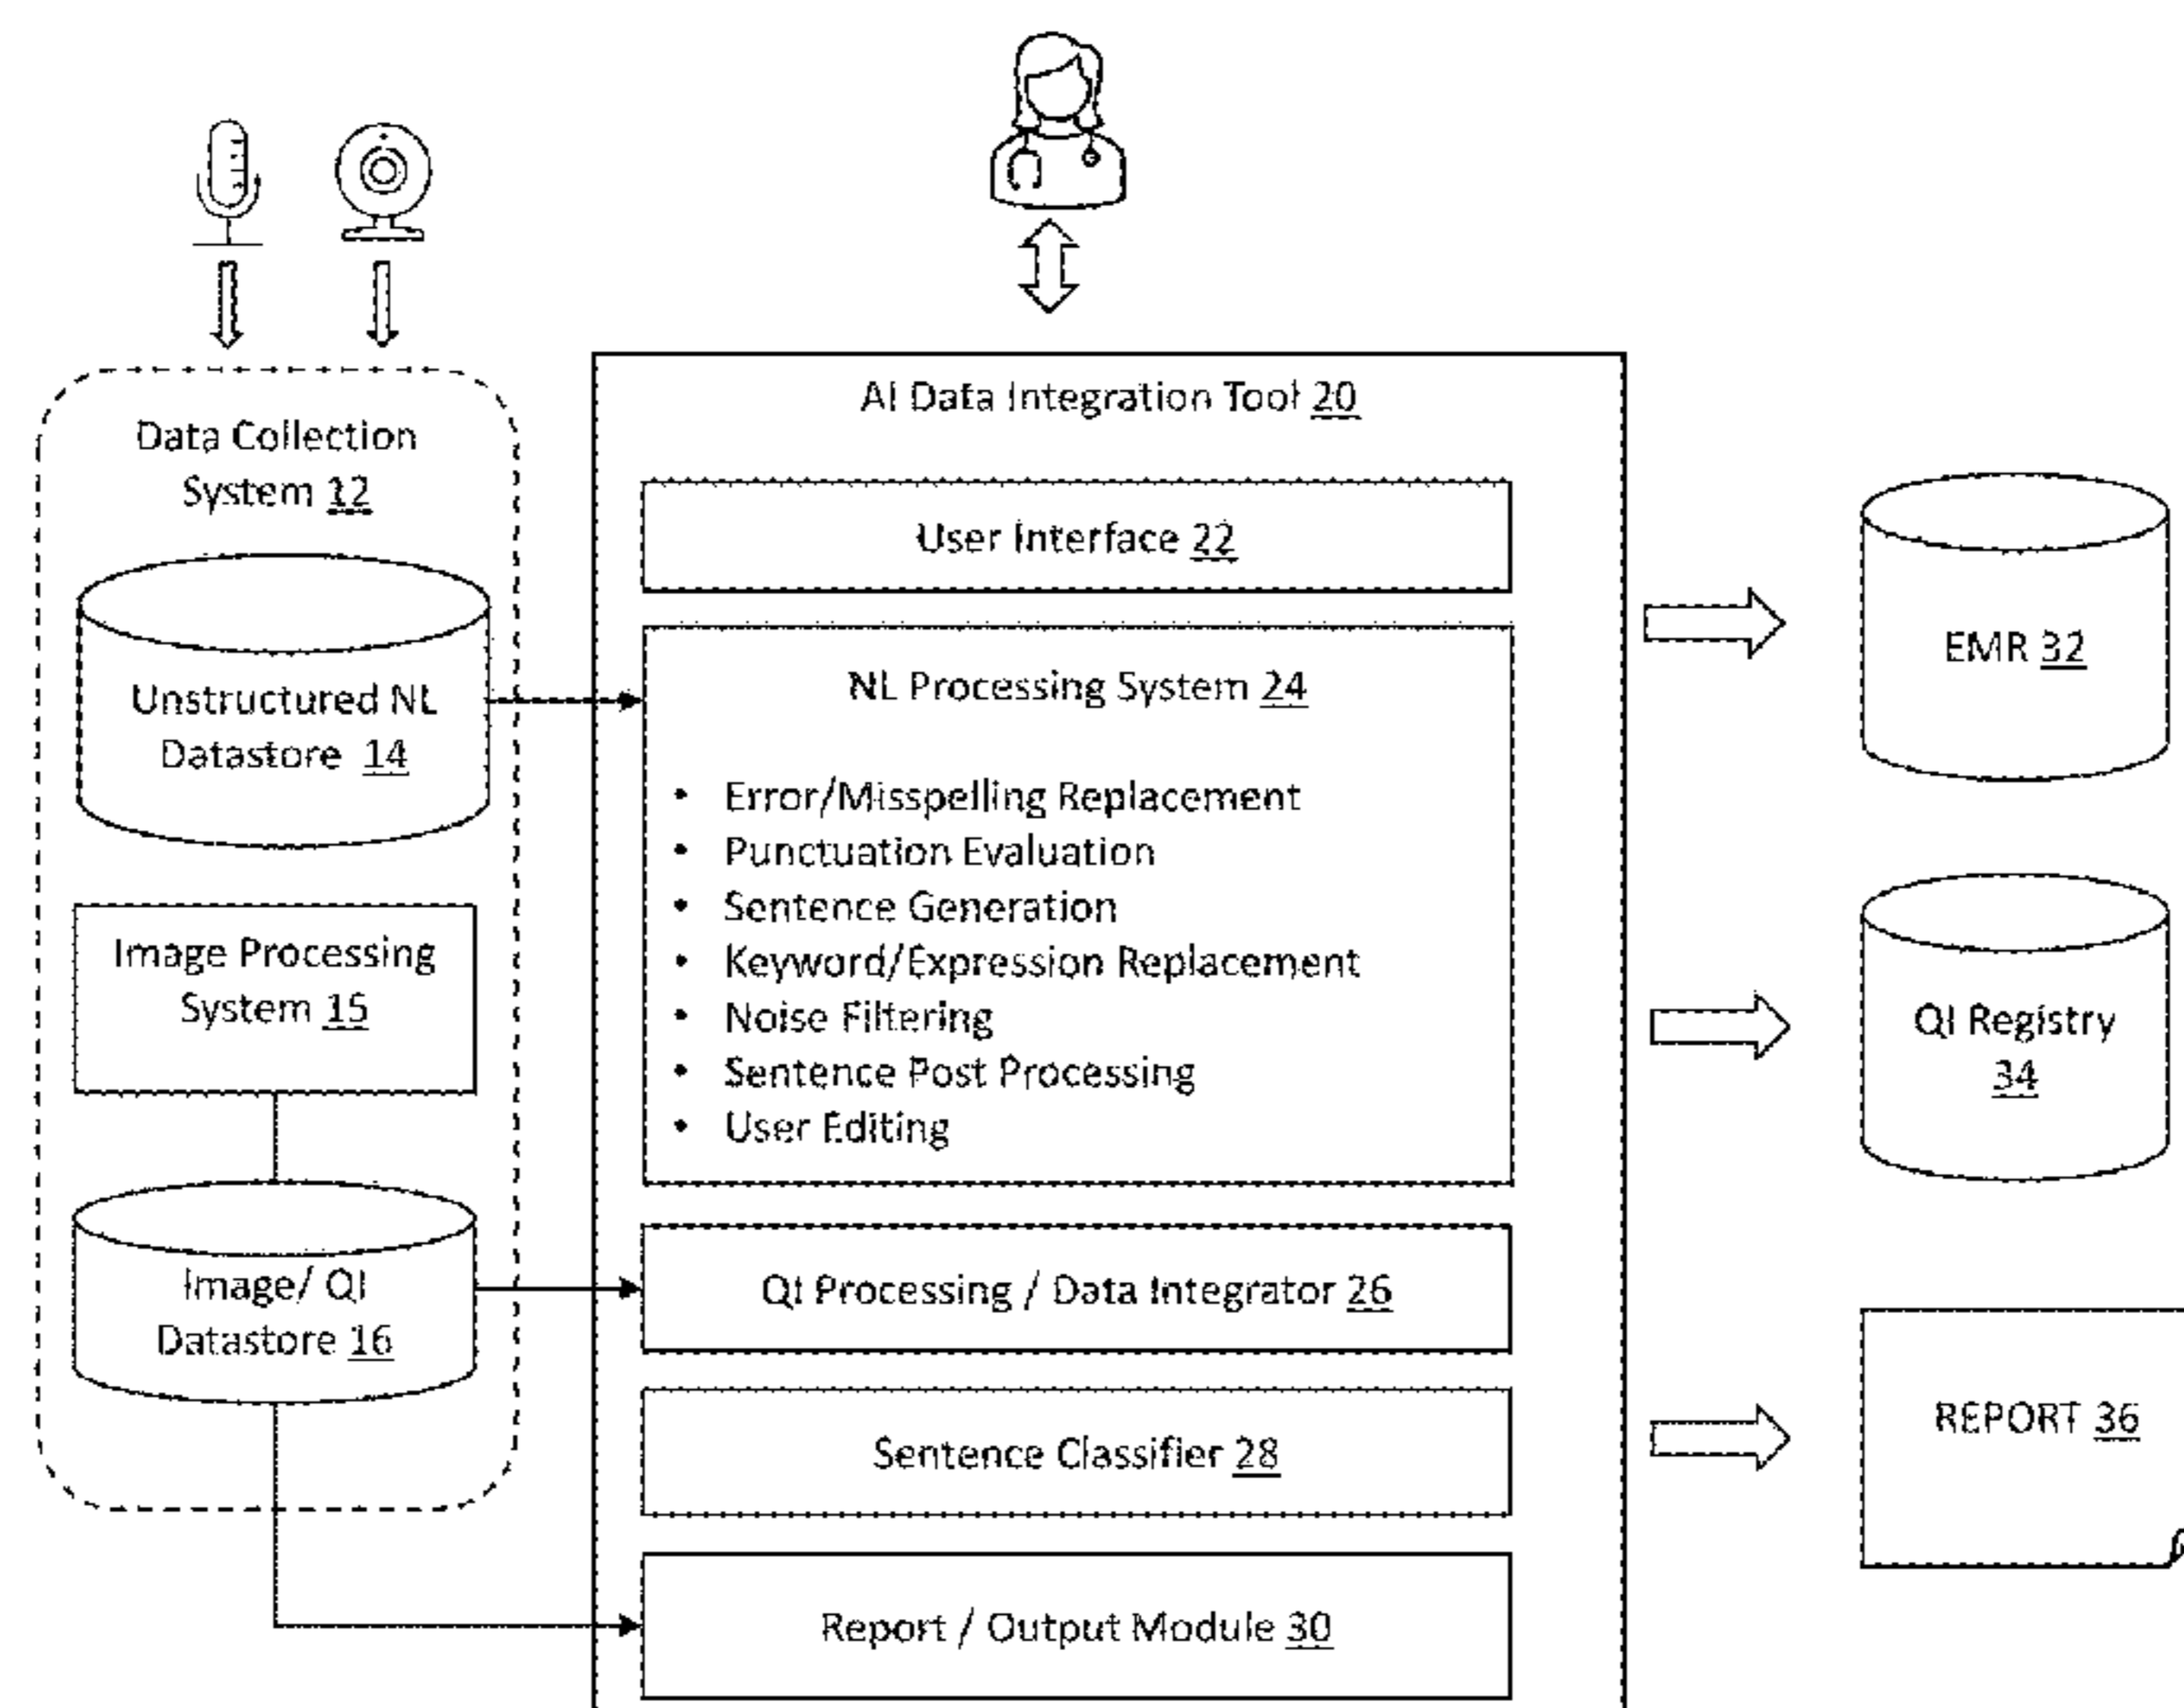 Data Collection
System 12
Unstructured NL
Datastore 14
Image Processing
System 15
Image/ QI
Datastore 16
AI Data Integration Tool 20
User Interface 22
NL Processing System 24
• Error/Misspelling Replacement
• Punctuation Evaluation
• Sentence Generation
• Keyword/Expression Replacement
• Noise Filtering
• Sentence Post Processing
• User Editing
QI Processing / Data Integrator 26
Sentence Classifier 28
Report / Output Module 30
EMR 32
QI Registry
34
REPORT 36